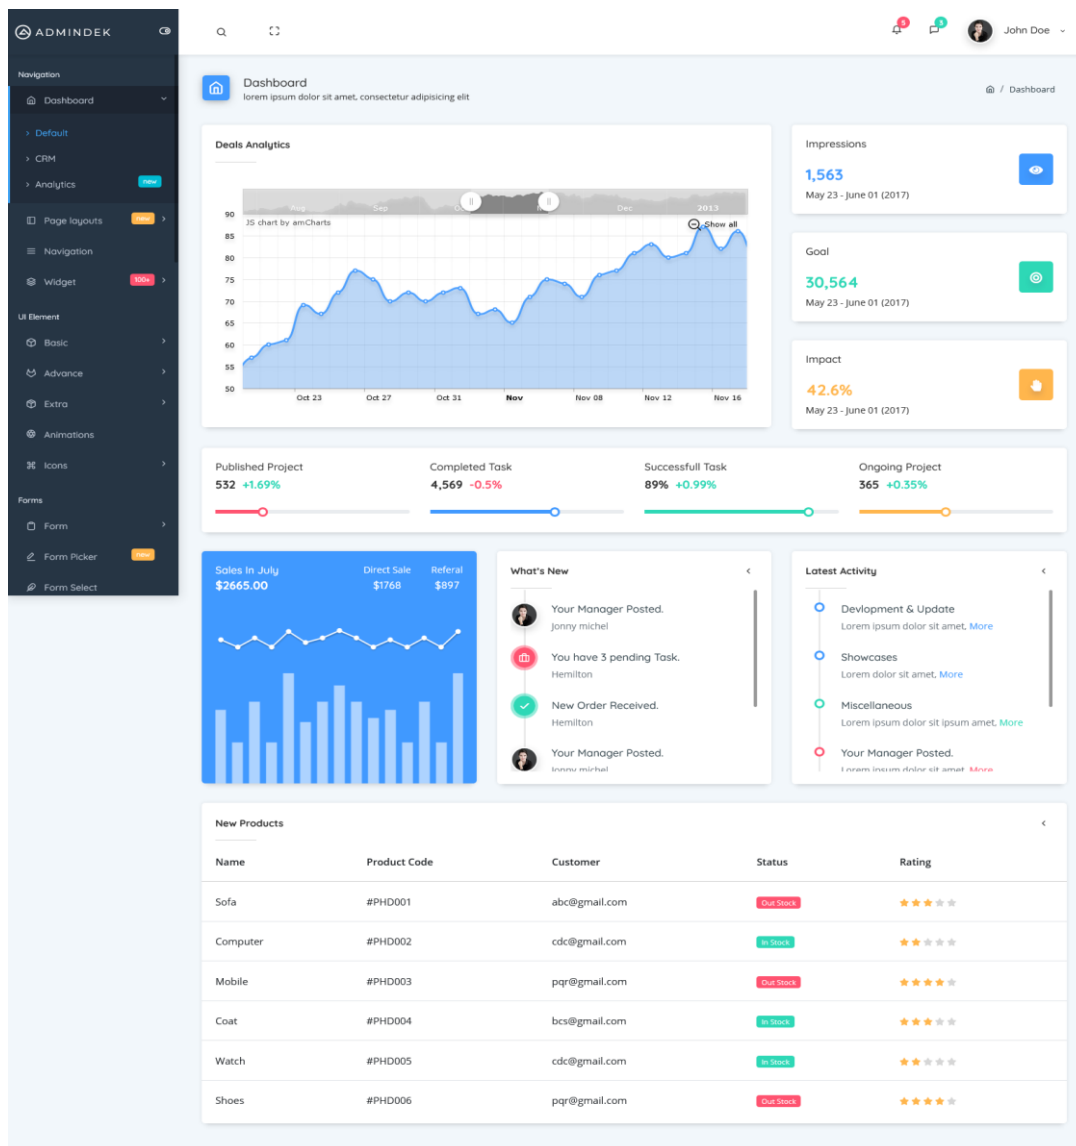 ADMINDEK
5
3
John Doe
Navigation
Dashboard
Default
CRM
Analytics
new
Page layouts
new
Navigation
Widget
100+
UI Element
Basic
Advance
Extra
Animations
Icons
Forms
Form
Form Picker
new
Form Select
Dashboard
lorem ipsum dolor sit amet, consectetur adipisicing elit
/ Dashboard
Deals Analytics
Aug
Sep
Dec
2013
JS chart by amCharts
Show all
90
85
80
75
70
65
60
55
50
Oct 23
Oct 27
Oct 31
Nov
Nov 08
Nov 12
Nov 16
Impressions
1,563
May 23 - June 01 (2017)
Goal
30,564
May 23 - June 01 (2017)
Impact
42.6%
May 23 - June 01 (2017)
Published Project
532 +1.69%
Completed Task
4,569 -0.5%
Successfull Task
89% +0.99%
Ongoing Project
365 +0.35%
Sales In July
$2665.00
Direct Sale
$1768
Referal
$897
What's New
Your Manager Posted.
Jonny michel
You have 3 pending Task.
Hemilton
New Order Received.
Hemilton
Your Manager Posted.
Jonny michel
Latest Activity
Devlopment & Update
Lorem ipsum dolor sit amet, More
Showcases
Lorem dolor sit amet, More
Miscellaneous
Lorem ipsum dolor sit ipsum amet, More
Your Manager Posted.
Lorem ipsum dolor sit amet, More
New Products
Name Product Code Customer Status Rating
Sofa #PHD001 abc@gmail.com Out Stock
Computer #PHD002 cdc@gmail.com In Stock
Mobile #PHD003 pqr@gmail.com Out Stock
Coat #PHD004 bcs@gmail.com In Stock
Watch #PHD005 cdc@gmail.com In Stock
Shoes #PHD006 pqr@gmail.com Out Stock